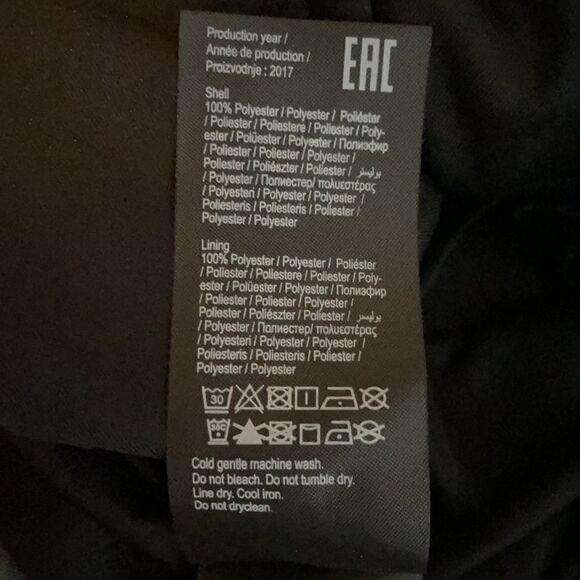 Production year /
Année de production /
Proizvodnje : 2017
EAC
Shell
100% Polyester / Polyester / Poliéster
/ Poliester / Poliestere / Poliester / Poly-
ester / Polüester / Polyester / Полиэфир
/ Poliester / Poliester / Polyester /
Poliester / Poliészter / Poliester / بوليستر
/ Polyester / Полиестер/ πολυεστέρας
/ Polyesteri / Polyester / Polyester /
Poliesteris / Poliesteris / Poliester /
Polyester / Polyester
Lining
100% Polyester / Polyester / Poliéster
/ Poliester / Poliestere / Poliester / Poly-
ester / Polüester / Polyester / Полиэфир
/ Poliester / Poliester / Polyester /
Poliester / Poliészter / Poliester / بوليستر
/ Polyester / Полиестер/ πολυεστέρας
/ Polyesteri / Polyester / Polyester /
Poliesteris / Poliesteris / Poliester /
Polyester / Polyester
30
30C
Cold gentle machine wash.
Do not bleach. Do not tumble dry.
Line dry. Cool iron.
Do not dryclean.